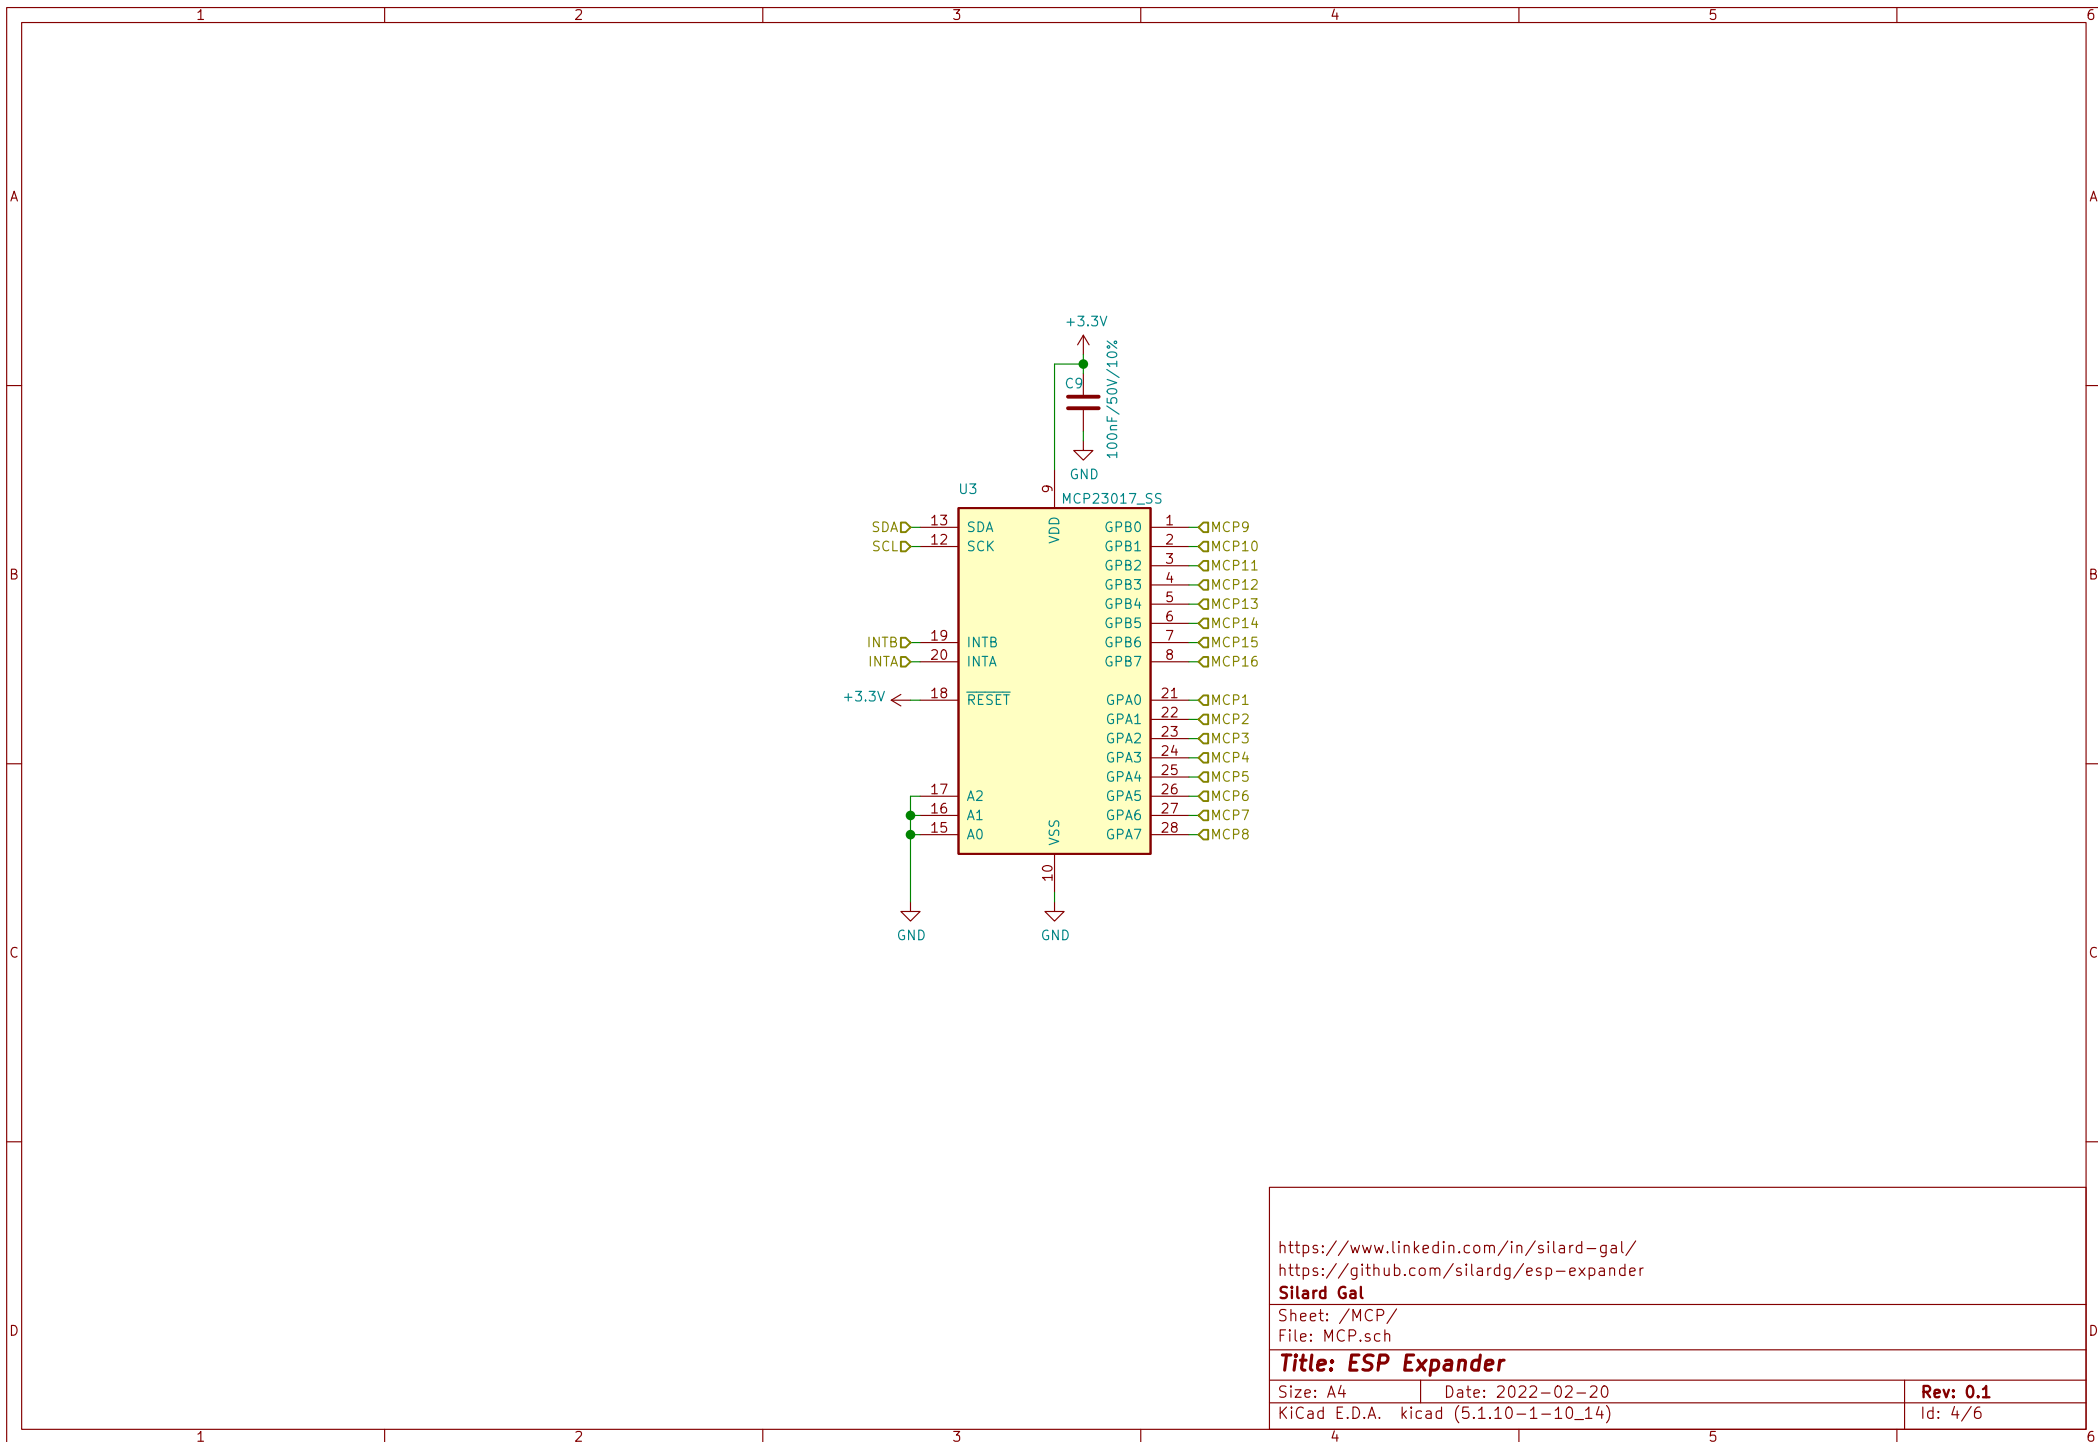 1 2 3 4 5 6
A A
+3.3V
C9
100nF/50V/10%
GND
U3
9
MCP23017_SS
SDA 13 SDA VDD GPB0 1 MCP9
SCL 12 SCK GPB1 2 MCP10
GPB2 3 MCP11
B B
GPB3 4 MCP12
GPB4 5 MCP13
GPB5 6 MCP14
INTB 19 INTB GPB6 7 MCP15
INTA 20 INTA GPB7 8 MCP16
+3.3V 18 RESET GPA0 21 MCP1
GPA1 22 MCP2
GPA2 23 MCP3
GPA3 24 MCP4
GPA4 25 MCP5
17 A2 GPA5 26 MCP6
16 A1 GPA6 27 MCP7
15 A0 VSS GPA7 28 MCP8
10
GND GND
C C
https://www.linkedin.com/in/silard-gal/
https://github.com/silardg/esp-expander
Silard Gal
Sheet: /MCP/
D D
File: MCP.sch
Title: ESP Expander
Size: A4 Date: 2022-02-20 Rev: 0.1
KiCad E.D.A. kicad (5.1.10-1-10_14) Id: 4/6
1 2 3 4 5 6